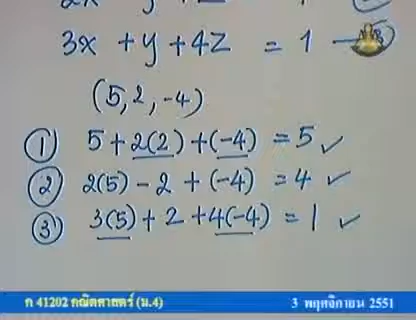 3x + y + 4z = 1
(5, 2, -4)
① 5 + 2(2) + (-4) = 5 ✓
② 2(5) - 2 + (-4) = 4 ✓
③ 3(5) + 2 + 4(-4) = 1 ✓
ค 41202 คณิตศาสตร์ (ม.4) 3 พฤศจิกายน 2551